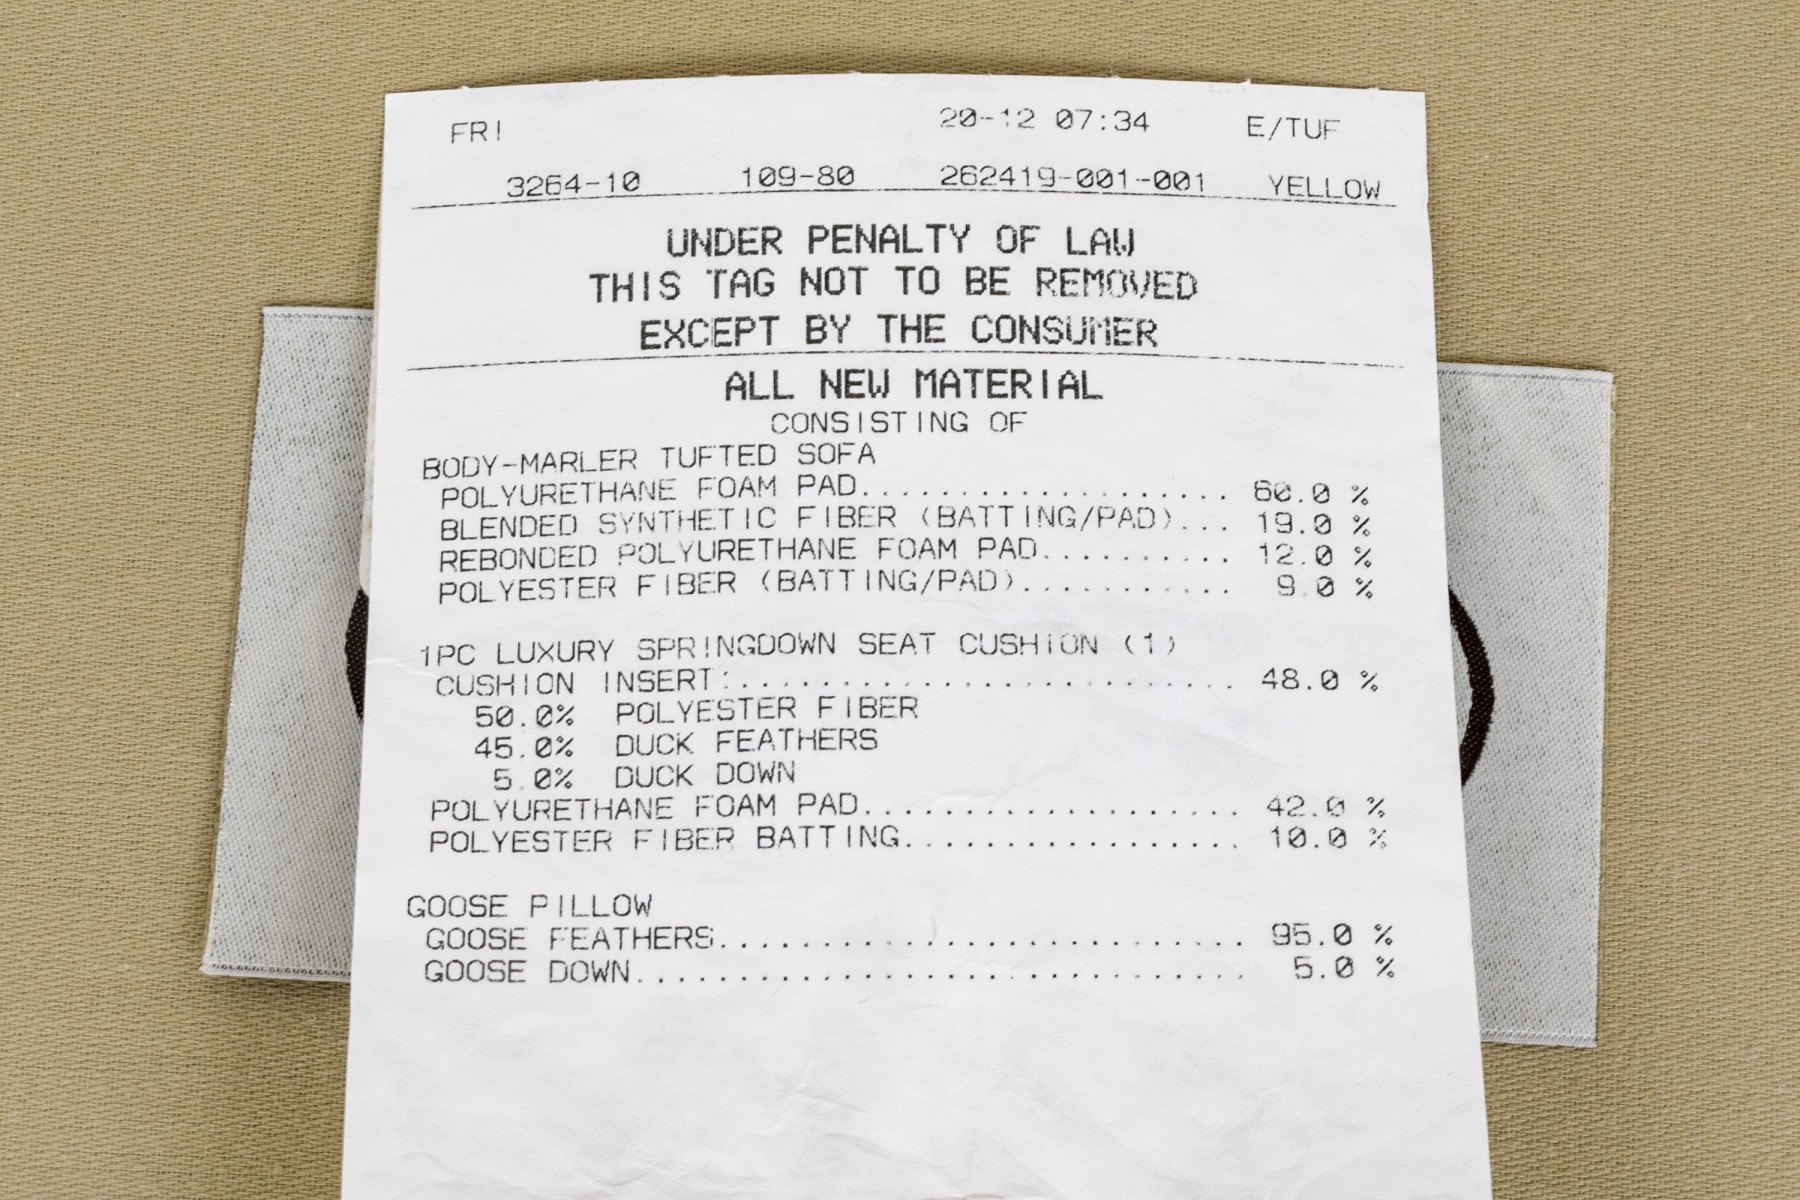 FRI 20-12 07:34 E/TUF
3264-10 109-80 262419-001-001 YELLOW
UNDER PENALTY OF LAW
THIS TAG NOT TO BE REMOVED
EXCEPT BY THE CONSUMER
ALL NEW MATERIAL
CONSISTING OF
BODY-MARLER TUFTED SOFA
POLYURETHANE FOAM PAD................... 60.0 %
BLENDED SYNTHETIC FIBER (BATTING/PAD)... 19.0 %
REBONDED POLYURETHANE FOAM PAD.......... 12.0 %
POLYESTER FIBER (BATTING/PAD)........... 9.0 %
1PC LUXURY SPRINGDOWN SEAT CUSHION (1)
CUSHION INSERT:.......................... 48.0 %
50.0% POLYESTER FIBER
45.0% DUCK FEATHERS
5.0% DUCK DOWN
POLYURETHANE FOAM PAD.................... 42.0 %
POLYESTER FIBER BATTING.................. 10.0 %
GOOSE PILLOW
GOOSE FEATHERS........................... 95.0 %
GOOSE DOWN............................... 5.0 %